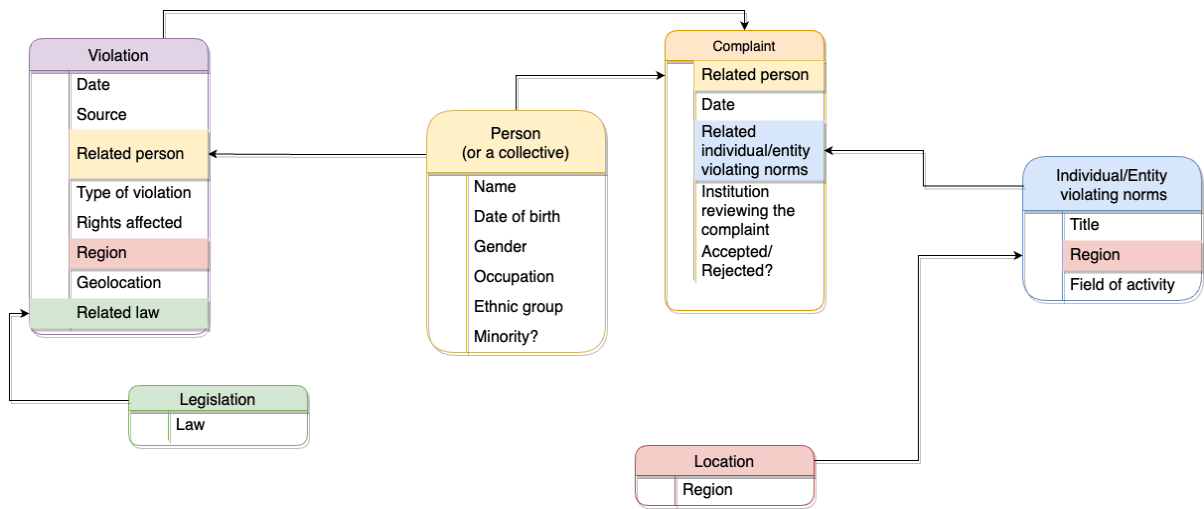 Violation
Date
Source
Related person
Type of violation
Rights affected
Region
Geolocation
Related law
Legislation
Law
Person
(or a collective)
Name
Date of birth
Gender
Occupation
Ethnic group
Minority?
Complaint
Related person
Date
Related
individual/entity
violating norms
Institution
reviewing the
complaint
Accepted/
Rejected?
Individual/Entity
violating norms
Title
Region
Field of activity
Location
Region